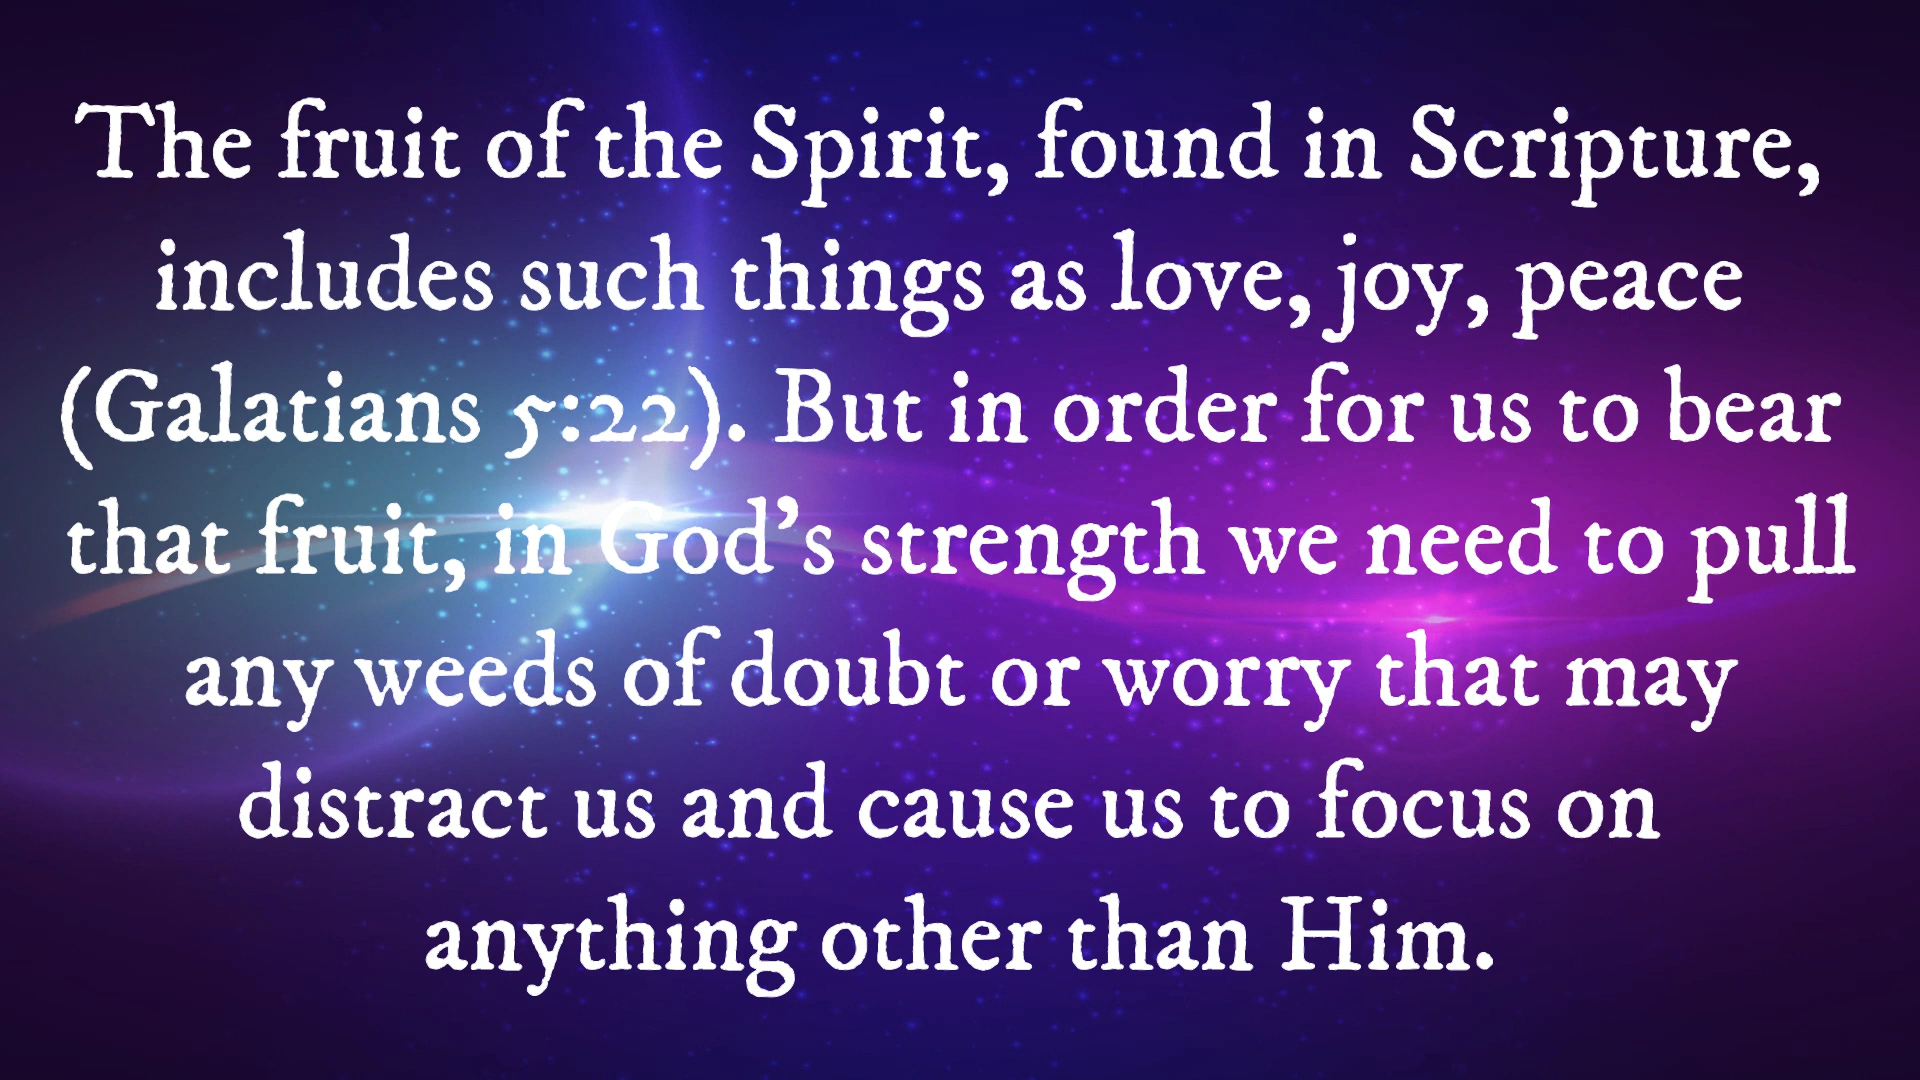 The fruit of the Spirit, found in Scripture,
includes such things as love, joy, peace
(Galatians 5:22). But in order for us to bear
that fruit, in God’s strength we need to pull
any weeds of doubt or worry that may
distract us and cause us to focus on
anything other than Him.